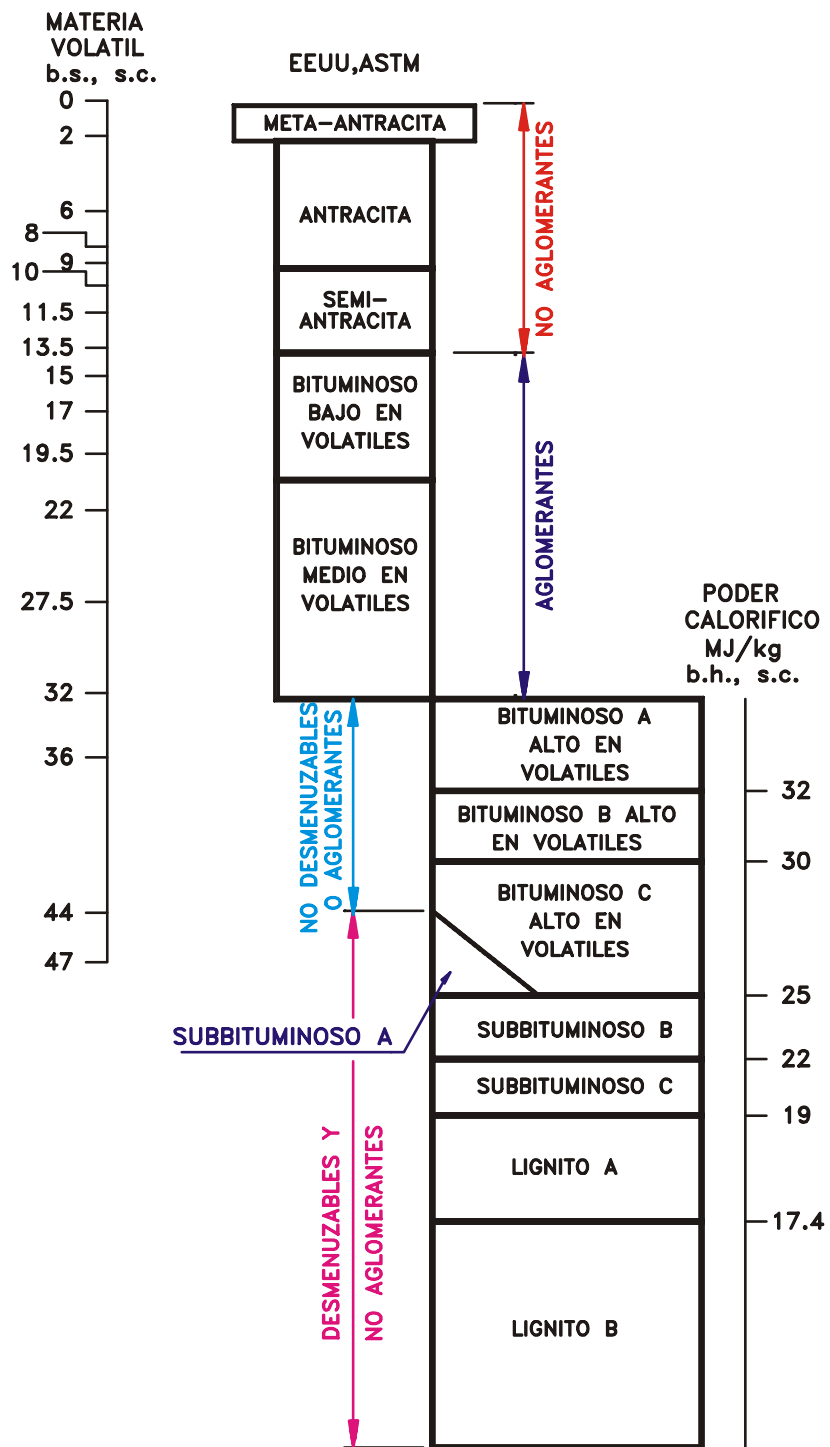 MATERIA
VOLATIL
b.s., s.c.
EEUU,ASTM
0
2
6
8
9
10
11.5
13.5
15
17
19.5
22
27.5
32
36
44
47
META-ANTRACITA
ANTRACITA
SEMI-
ANTRACITA
BITUMINOSO
BAJO EN
VOLATILES
BITUMINOSO
MEDIO EN
VOLATILES
NO AGLOMERANTES
AGLOMERANTES
PODER
CALORIFICO
MJ/kg
b.h., s.c.
BITUMINOSO A
ALTO EN
VOLATILES
BITUMINOSO B ALTO
EN VOLATILES
BITUMINOSO C
ALTO EN
VOLATILES
SUBBITUMINOSO A
SUBBITUMINOSO B
SUBBITUMINOSO C
LIGNITO A
LIGNITO B
32
30
25
22
19
17.4
NO DESMENUZABLES
O AGLOMERANTES
DESMENUZABLES Y
NO AGLOMERANTES